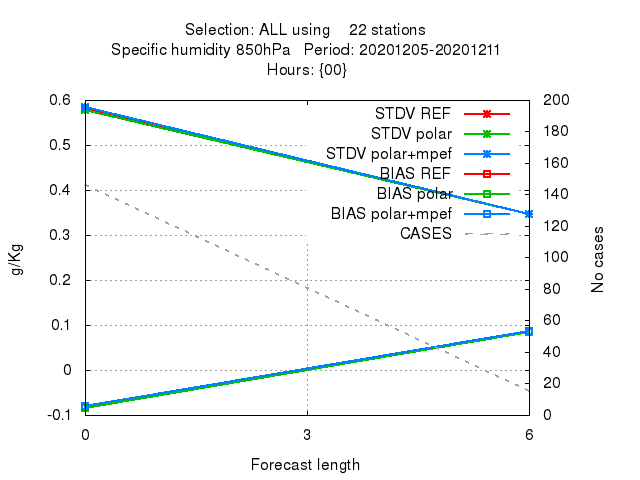 Selection: ALL using 22 stations
Specific humidity 850hPa Period: 20201205-20201211
Hours: {00}
0.6
0.5
0.4
0.3
0.2
0.1
0
-0.1
g/Kg
STDV REF
STDV polar
STDV polar+mpef
BIAS REF
BIAS polar
BIAS polar+mpef
CASES
200
180
160
140
120
100
80
60
40
20
0
No cases
0 3 6
Forecast length